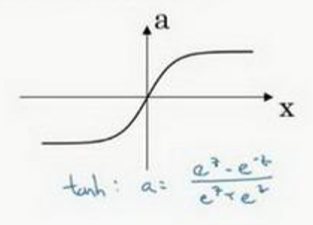 a
x
tanh: a = (e^z - e^-z) / (e^z + e^z)